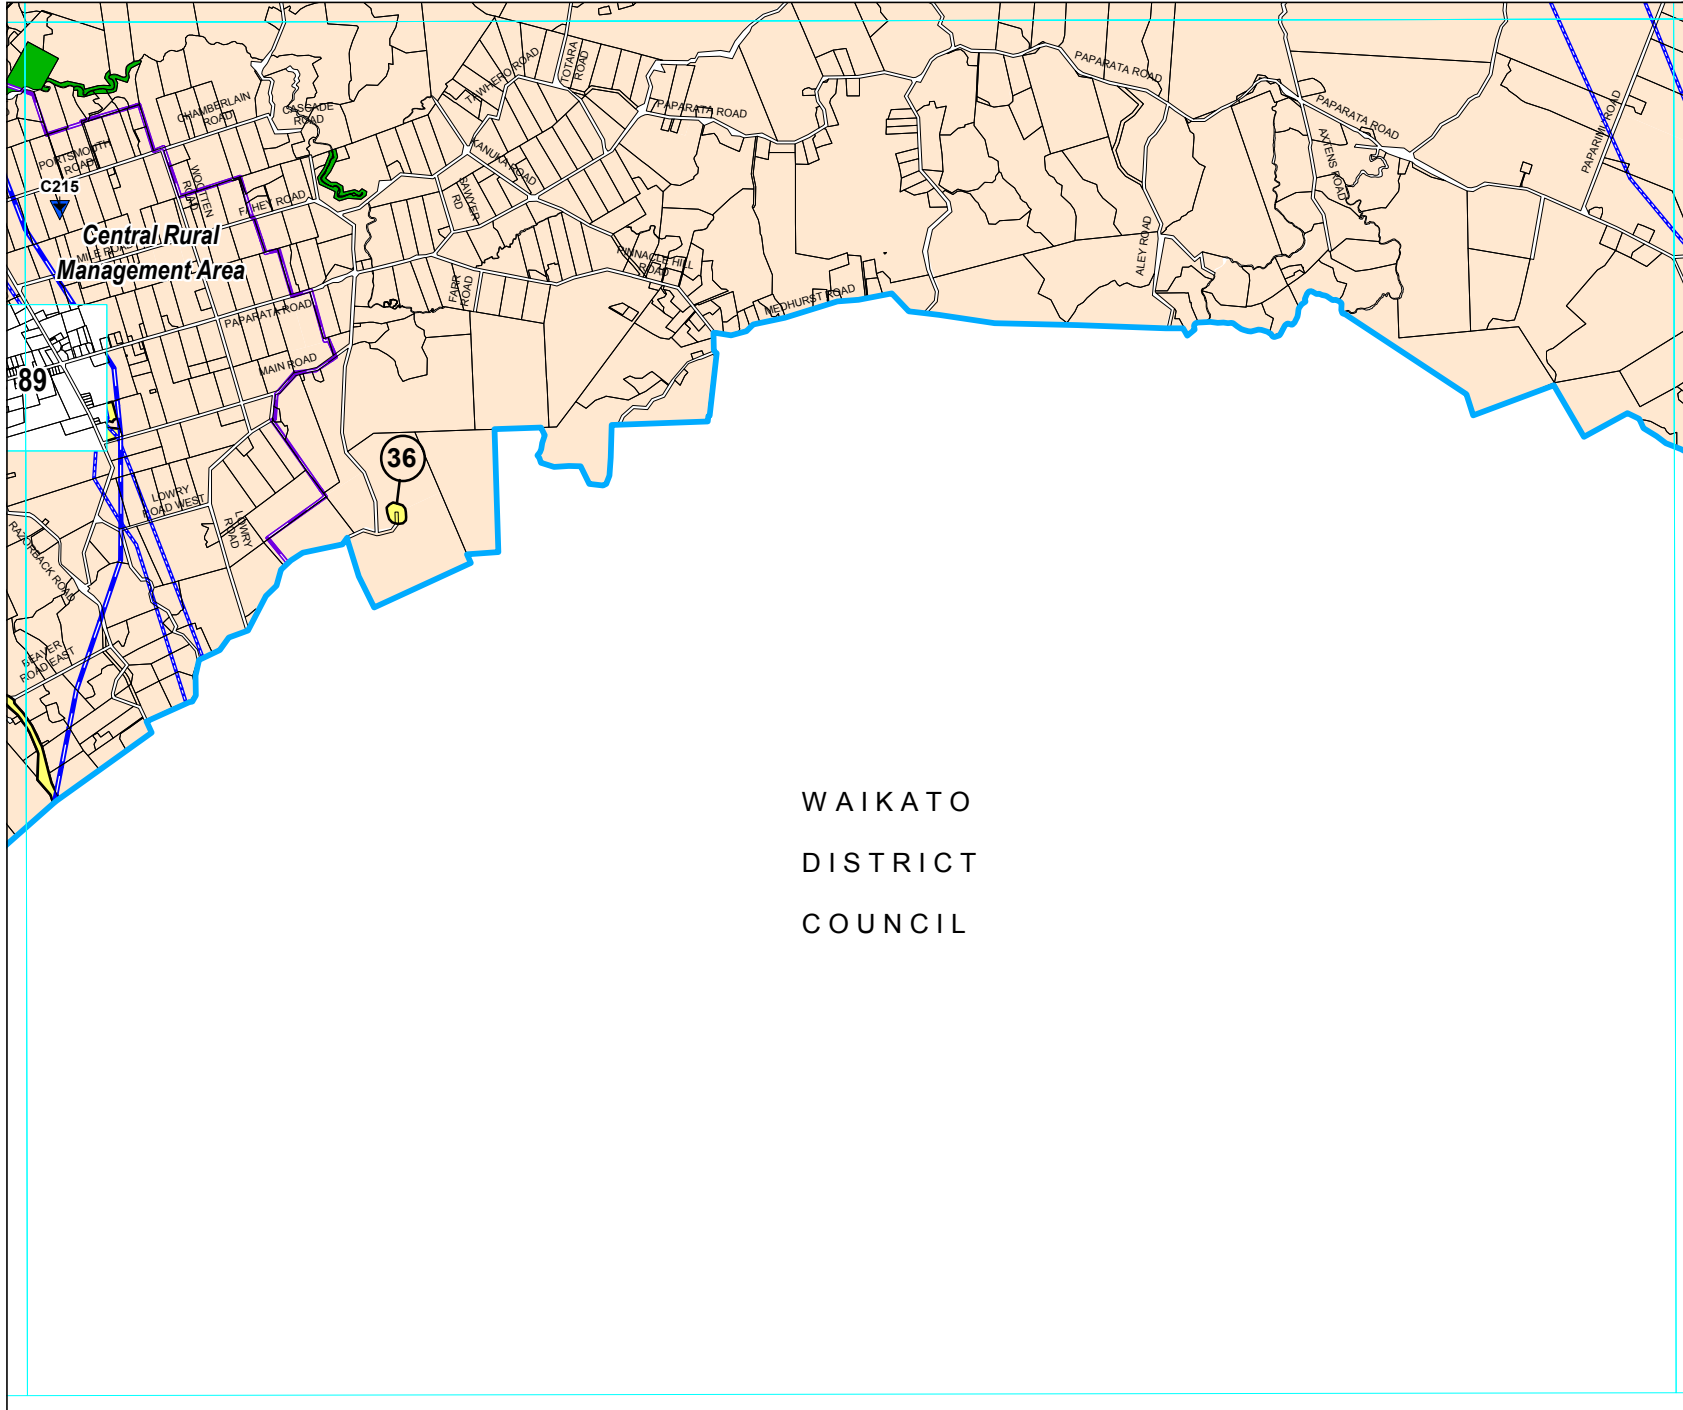 TAWHERO ROAD
TOTARA
ROAD
PAPARATA ROAD
PAPARATA ROAD
PAPARATA ROAD
PAPARIMU ROAD
CHAMBERLAIN
ROAD
CASCADE
ROAD
PORTSMOUTH
ROAD
WOOTTEN
ROAD
KANUKA ROAD
SAWYER
RD
AXTENS ROAD
C215
FAHEY ROAD
Central Rural
Management Area
MILE ROAD
PINNACLE HILL
ROAD
ALEY ROAD
FARR
ROAD
MEDHURST ROAD
PAPARATA ROAD
MAIN ROAD
89
36
LOWRY
ROAD WEST
LOWRY
ROAD
RAZORBACK ROAD
BEAVER
ROAD EAST
WAIKATO
DISTRICT
COUNCIL